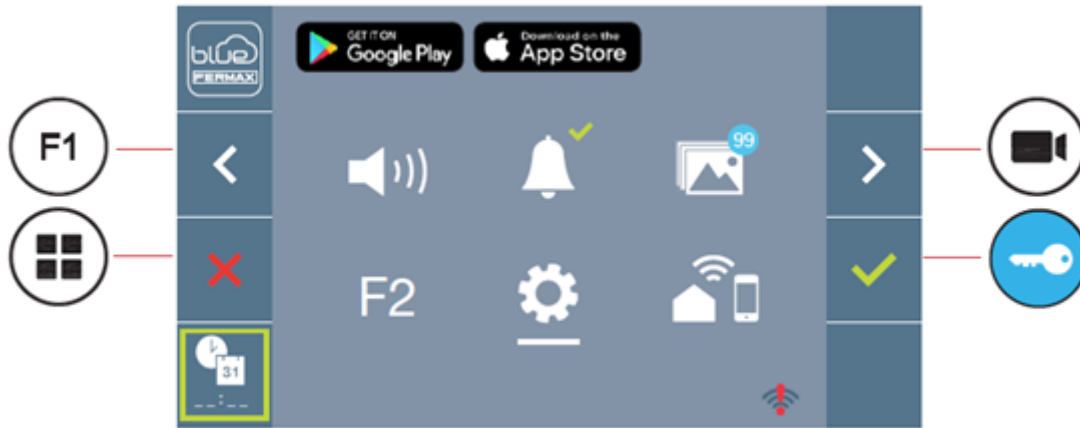 blue
FERMAX
GET IT ON
Google Play
Download on the
App Store
F1
99
F2
31
--:--